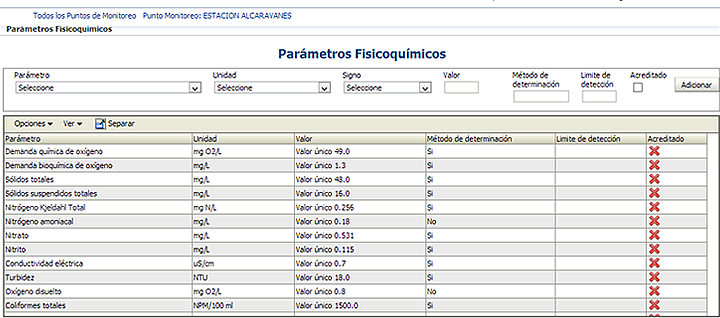 Todos los Puntos de Monitoreo Punto Monitoreo: ESTACION ALCARAVANES
Parámetros Fisicoquimicos
Parámetros Fisicoquímicos
Parámetro Unidad Signo Valor Método de determinación Limite de detección Acreditado
Seleccione Seleccione Seleccione Adicionar
Opciones Ver Separar
Parámetro Unidad Valor Método de determinación Limite de detección Acreditado
Demanda química de oxígeno mg O2/L Valor único 49.0 Si
Demanda bioquímica de oxígeno mg/L Valor único 1.3 Si
Sólidos totales mg/L Valor único 48.0 Si
Sólidos suspendidos totales mg/L Valor único 16.0 Si
Nitrógeno Kjeldahl Total mg N/L Valor único 0.256 Si
Nitrógeno amoniacal mg/L Valor único 0.18 No
Nitrato mg/L Valor único 0.531 Si
Nitrito mg/L Valor único 0.115 Si
Conductividad eléctrica uS/cm Valor único 0.7 Si
Turbidez NTU Valor único 18.0 Si
Oxígeno disuelto mg O2/L Valor único 0.8 No
Coliformes totales NPM/100 ml Valor único 1500.0 Si